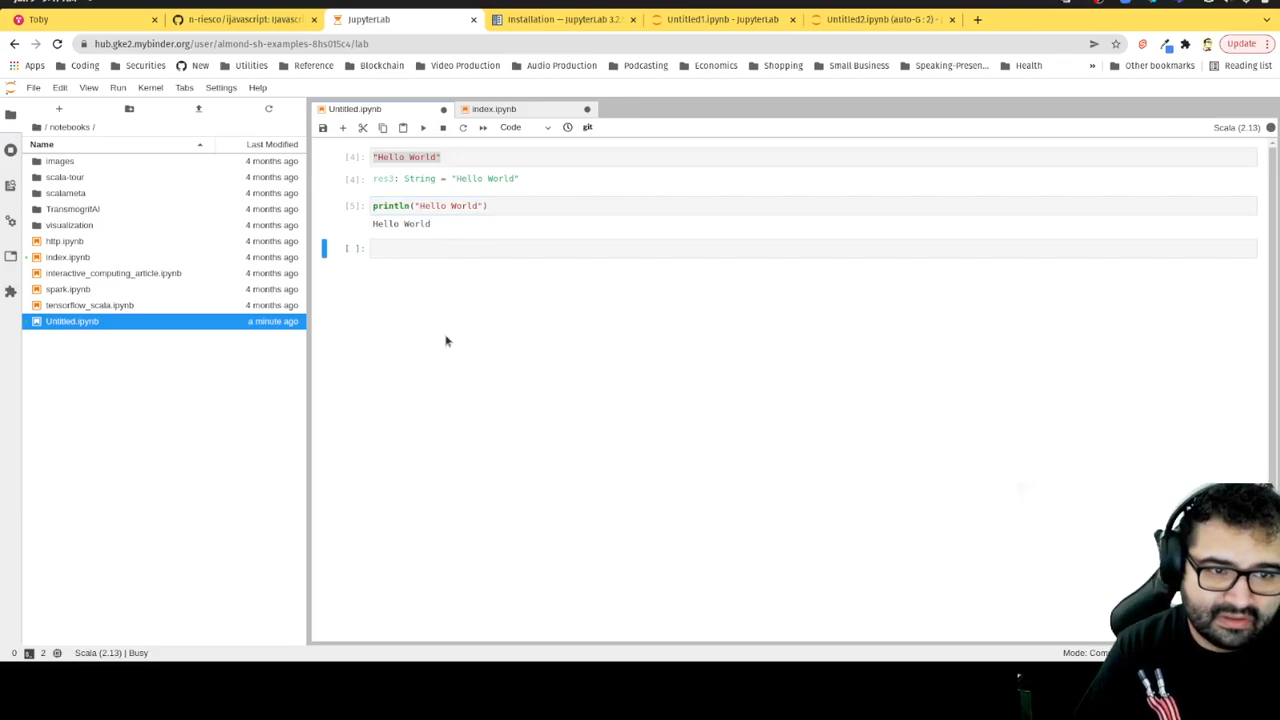 Toby
n-riesco/ijavascript: IJavasc
JupyterLab
Installation — JupyterLab 3.2.
Untitled1.ipynb - JupyterLab
Untitled2.ipynb (auto-G : 2) -
hub.gke2.mybinder.org/user/almond-sh-examples-8hs015c4/lab
Update
Apps
Coding
Securities
New
Utilities
Reference
Blockchain
Video Production
Audio Production
Podcasting
Economics
Shopping
Small Business
Speaking-Presen...
Health
»
Other bookmarks
Reading list
File Edit View Run Kernel Tabs Settings Help
Untitled.ipynb
index.ipynb
/ notebooks /
Code
git
Scala (2.13)
Name
Last Modified
images 4 months ago
scala-tour 4 months ago
scalameta 4 months ago
TransmogrifAI 4 months ago
visualization 4 months ago
http.ipynb 4 months ago
index.ipynb 4 months ago
interactive_computing_article.ipynb 4 months ago
spark.ipynb 4 months ago
tensorflow_scala.ipynb 4 months ago
Untitled.ipynb a minute ago
[4]: "Hello World"
[4]: res3: String = "Hello World"
[5]: println("Hello World")
Hello World
[ ]:
0 2 Scala (2.13) | Busy
Mode: Com